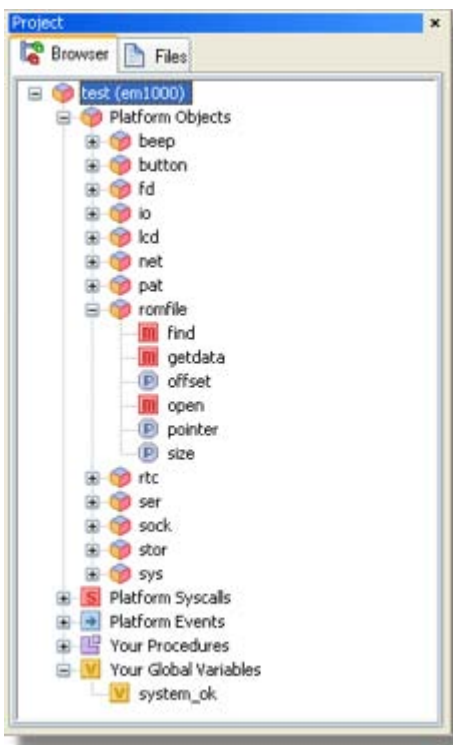 Project
Browser
Files
test (em1000)
Platform Objects
beep
button
fd
io
lcd
net
pat
romfile
m find
m getdata
P offset
m open
P pointer
P size
rtc
ser
sock
stor
sys
S Platform Syscalls
Platform Events
Your Procedures
V Your Global Variables
V system_ok